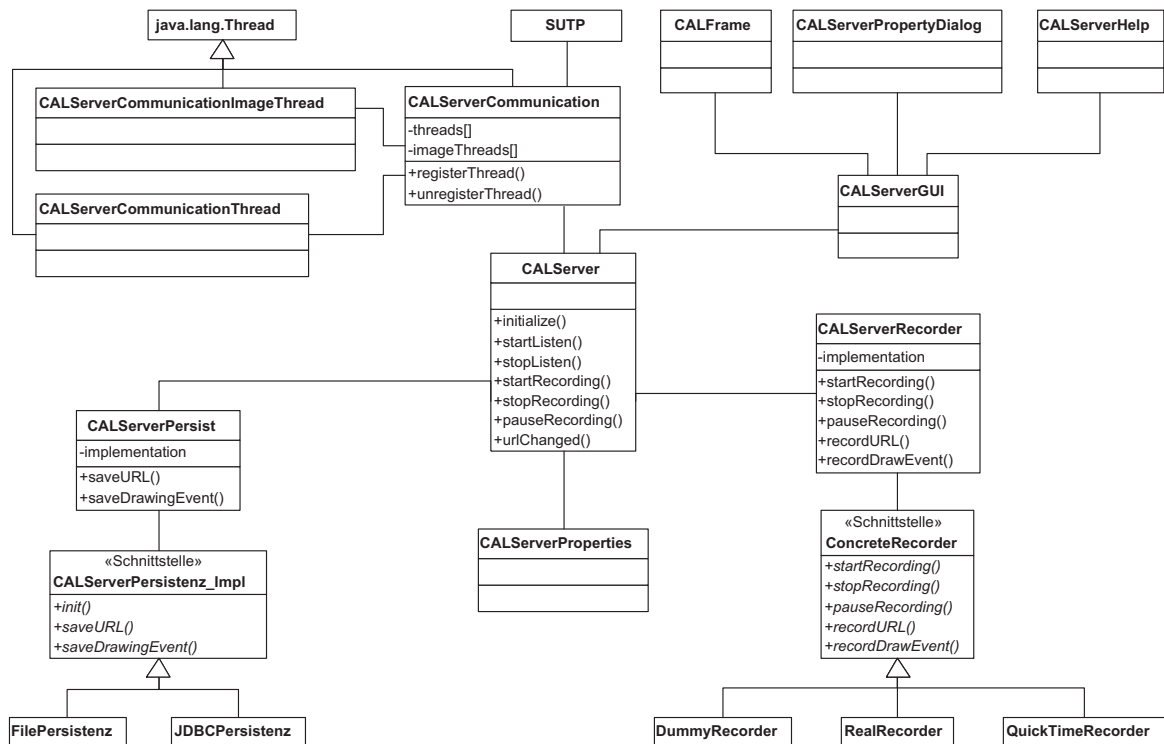 java.lang.Thread
SUTP
CALFrame
CALServerPropertyDialog
CALServerHelp
CALServerCommunicationImageThread
CALServerCommunication
-threads[]
-imageThreads[]
+registerThread()
+unregisterThread()
CALServerCommunicationThread
CALServerGUI
CALServer
+initialize()
+startListen()
+stopListen()
+startRecording()
+stopRecording()
+pauseRecording()
+urlChanged()
CALServerRecorder
-implementation
+startRecording()
+stopRecording()
+pauseRecording()
+recordURL()
+recordDrawEvent()
CALServerPersist
-implementation
+saveURL()
+saveDrawingEvent()
CALServerProperties
«Schnittstelle»
ConcreteRecorder
+startRecording()
+stopRecording()
+pauseRecording()
+recordURL()
+recordDrawEvent()
«Schnittstelle»
CALServerPersistenz_Impl
+init()
+saveURL()
+saveDrawingEvent()
FilePersistenz
JDBCPersistenz
DummyRecorder
RealRecorder
QuickTimeRecorder